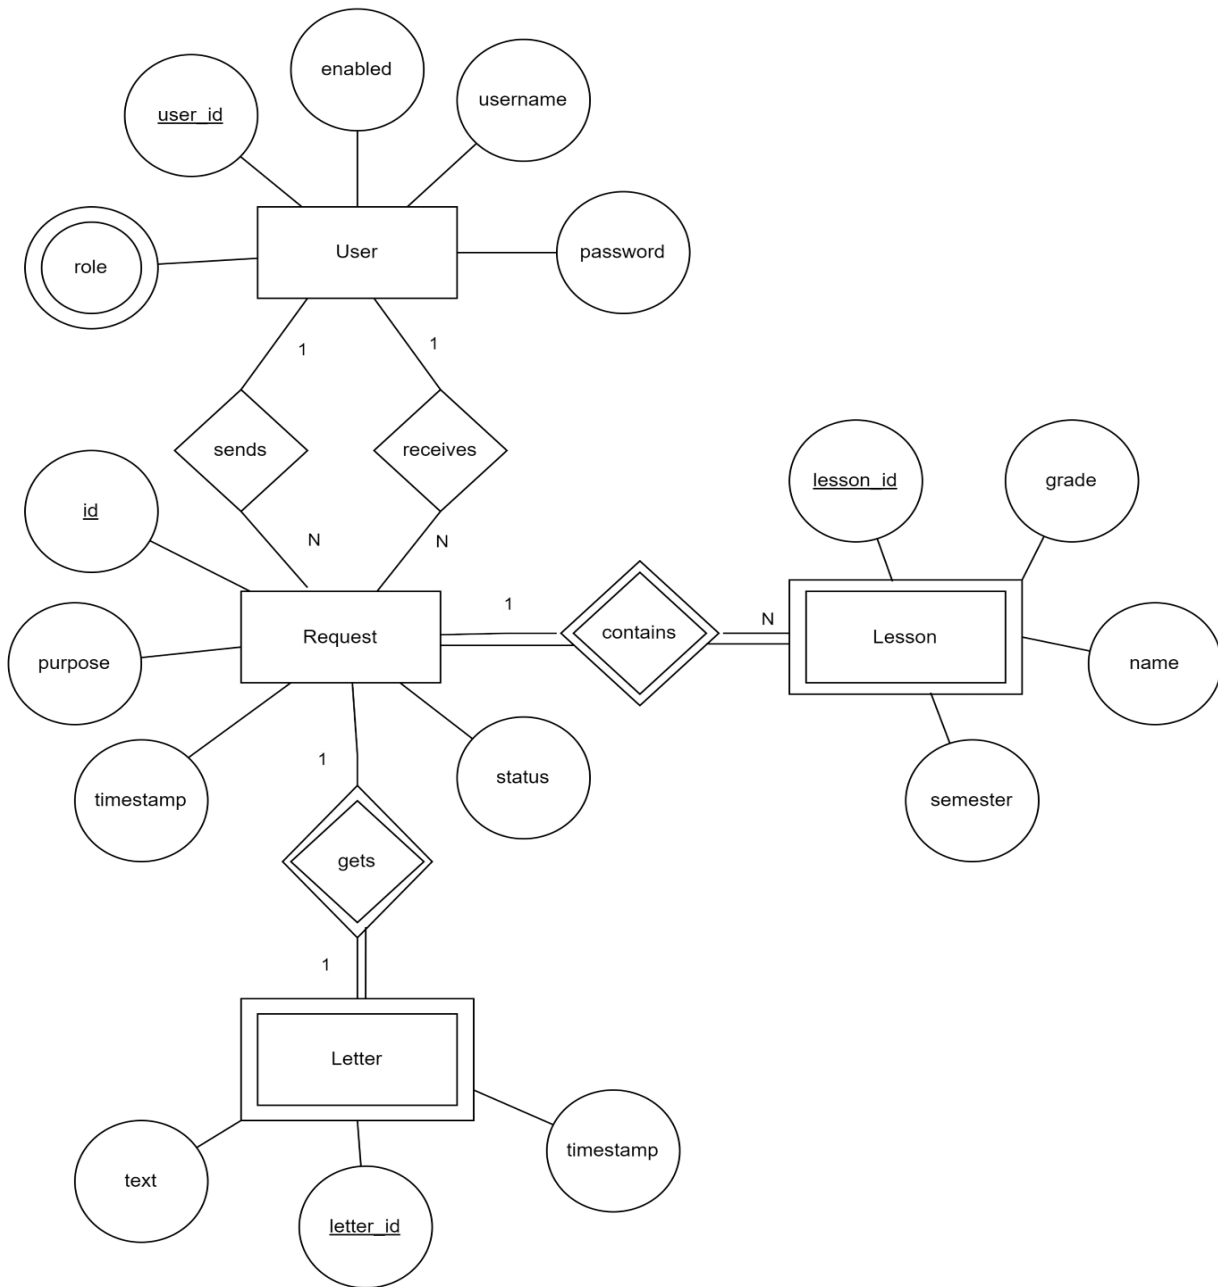 enabled
username
user_id
password
User
role
1
1
sends
receives
N
N
id
lesson_id
grade
1
N
contains
Request
Lesson
purpose
name
1
status
timestamp
semester
gets
1
Letter
timestamp
text
letter_id